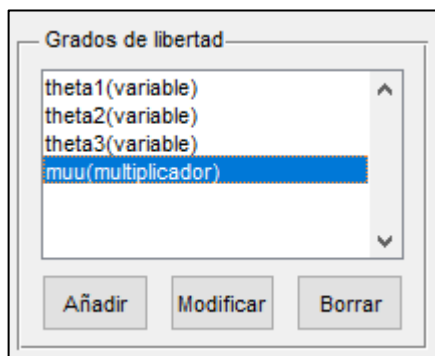 Grados de libertad
theta1(variable)
theta2(variable)
theta3(variable)
muu(multiplicador)
Añadir Modificar Borrar